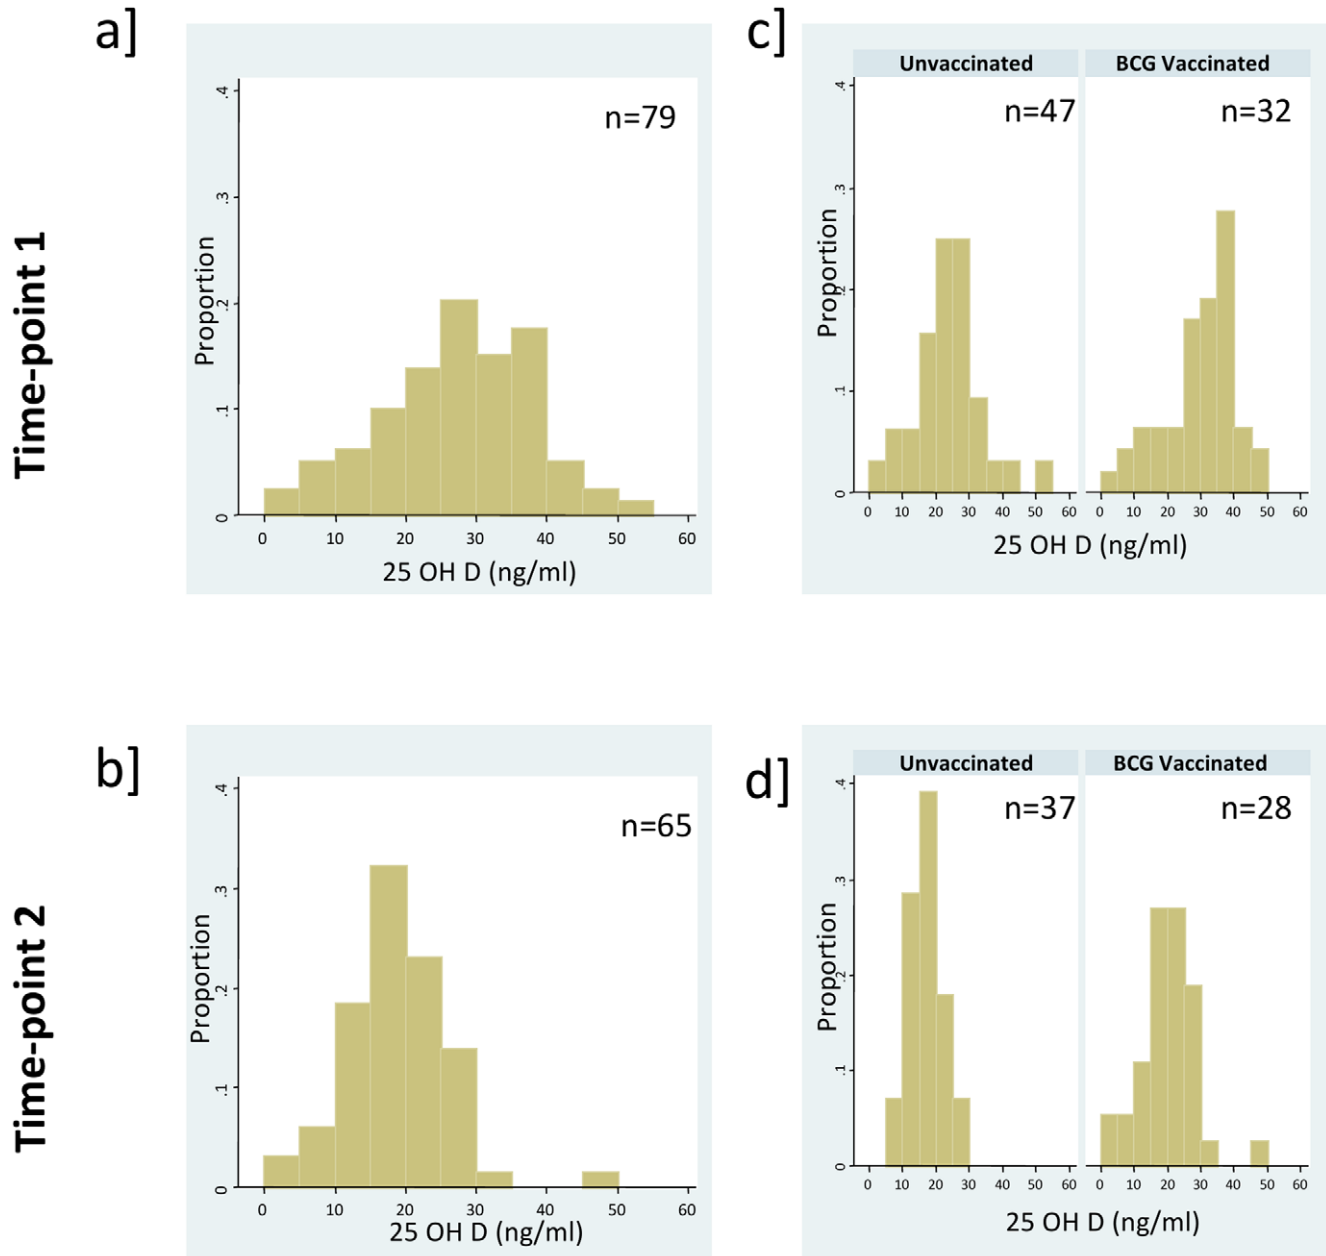 Time-point 1
a]
n=79
Proportion
.4
.3
.2
.1
0
0 10 20 30 40 50 60
25 OH D (ng/ml)
c]
Unvaccinated BCG Vaccinated
n=47 n=32
Proportion
.4
.3
.2
.1
0
0 10 20 30 40 50 60 0 10 20 30 40 50 60
25 OH D (ng/ml)
Time-point 2
b]
n=65
Proportion
.4
.3
.2
.1
0
0 10 20 30 40 50 60
25 OH D (ng/ml)
d]
Unvaccinated BCG Vaccinated
n=37 n=28
Proportion
.4
.3
.2
.1
0
0 10 20 30 40 50 60 0 10 20 30 40 50 60
25 OH D (ng/ml)